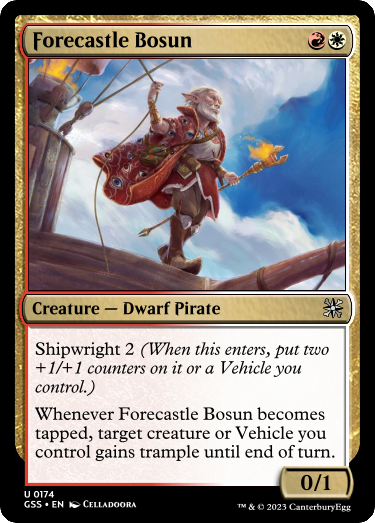 Forecastle Bosun
Creature — Dwarf Pirate
Shipwright 2 (When this enters, put two
+1/+1 counters on it or a Vehicle you
control.)
Whenever Forecastle Bosun becomes
tapped, target creature or Vehicle you
control gains trample until end of turn.
0/1
U 0174
GSS • EN Celladoora
™ & © 2023 CanterburyEgg